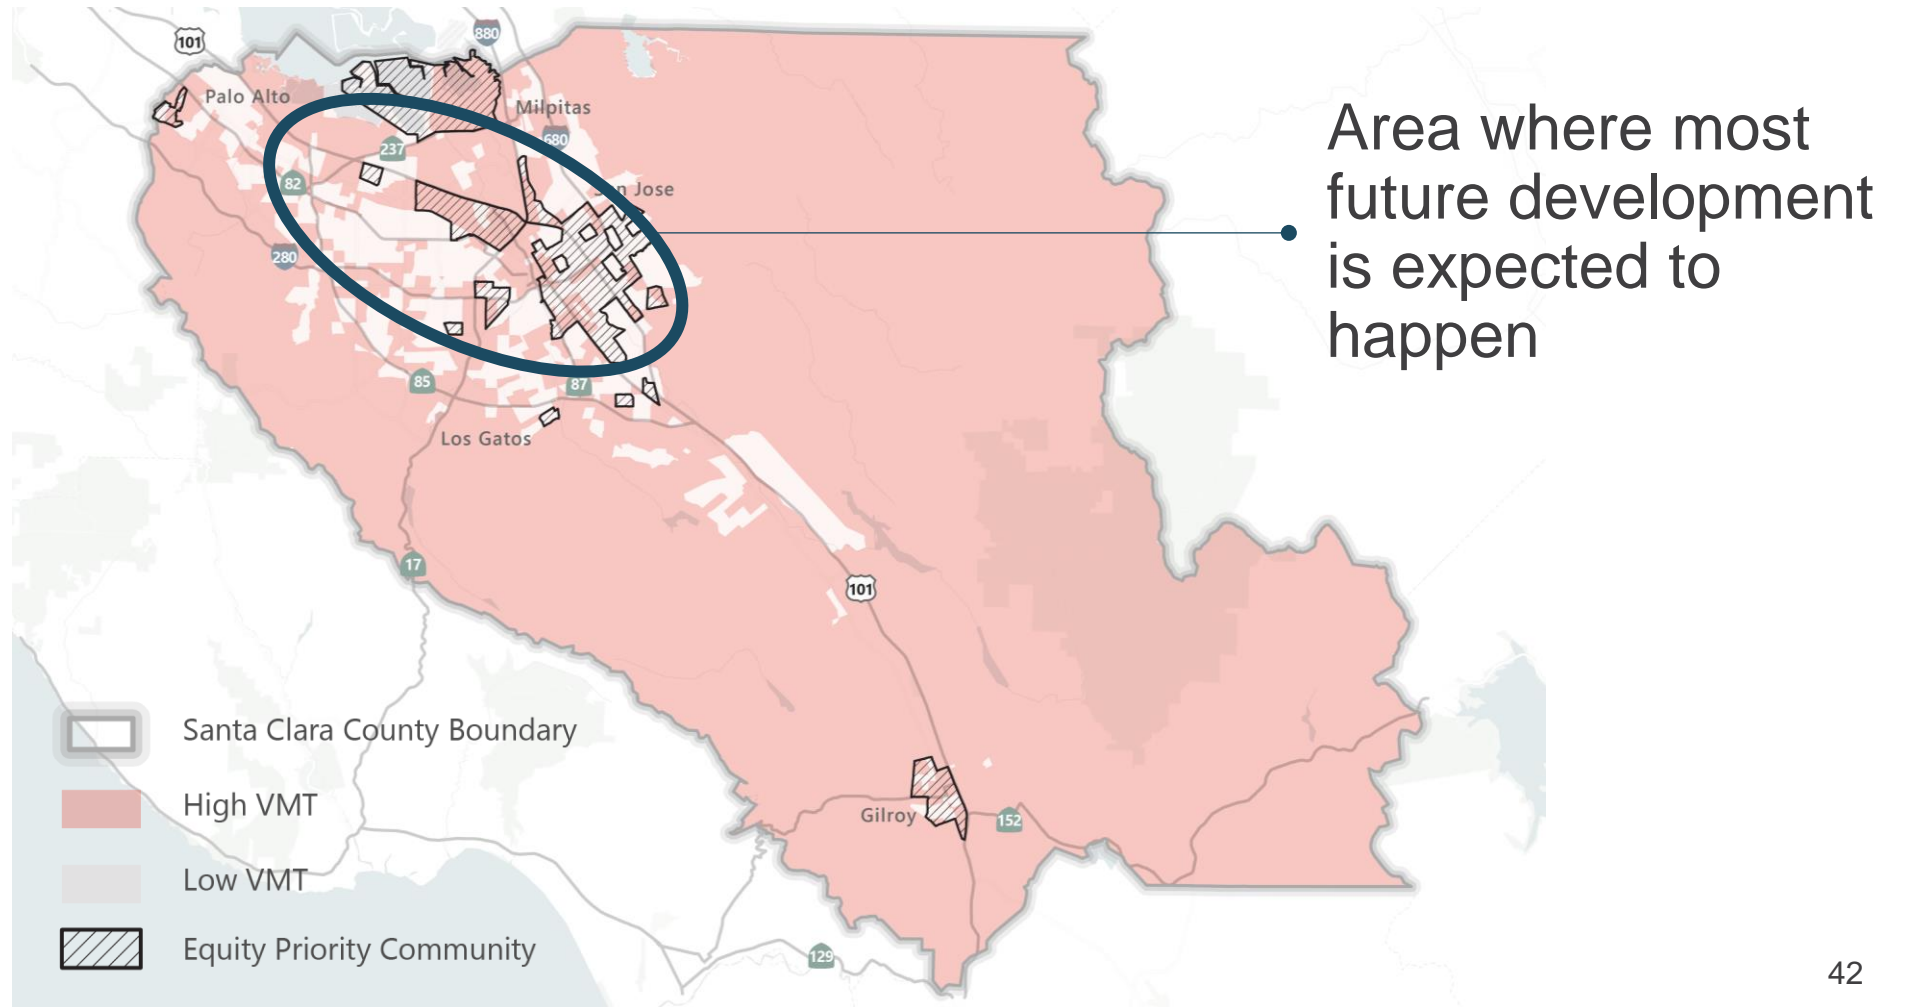 101
880
Palo Alto
Milpitas
680
237
82
San Jose
280
85
87
Los Gatos
17
101
Gilroy
152
129
Area where most
future development
is expected to
happen
Santa Clara County Boundary
High VMT
Low VMT
Equity Priority Community
42